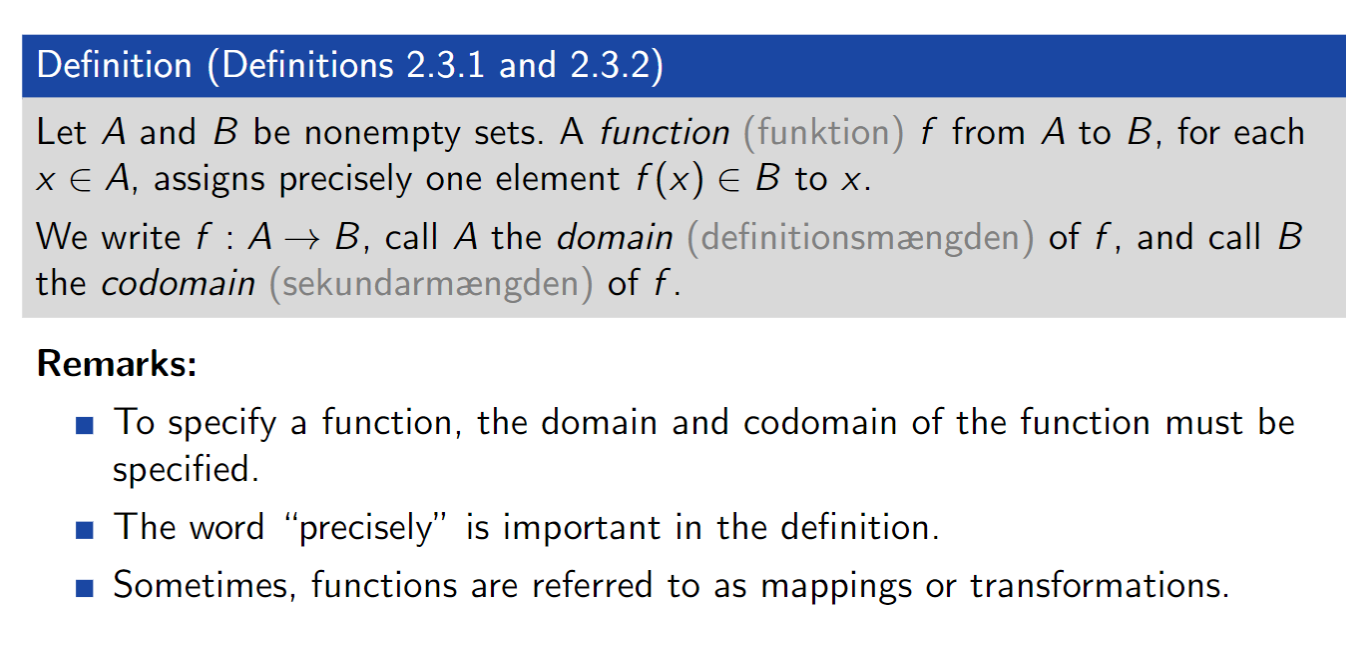 Definition (Definitions 2.3.1 and 2.3.2)
Let A and B be nonempty sets. A function (funktion) f from A to B, for each
x ∈ A, assigns precisely one element f(x) ∈ B to x.
We write f : A → B, call A the domain (definitionsmængden) of f, and call B
the codomain (sekundarmængden) of f.
Remarks:
To specify a function, the domain and codomain of the function must be
specified.
The word “precisely” is important in the definition.
Sometimes, functions are referred to as mappings or transformations.